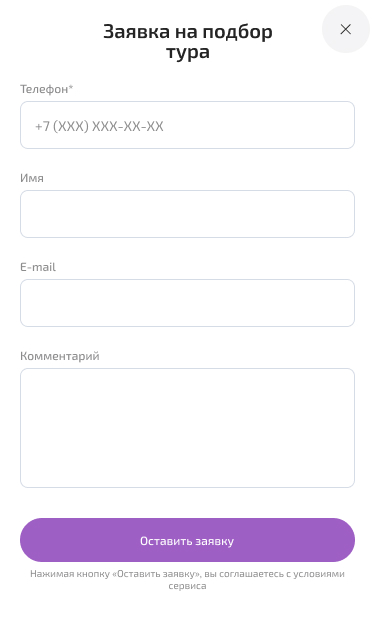 Заявка на подбор
тура
Телефон*
+7 (XXX) XXX-XX-XX
Имя
E-mail
Комментарий
Оставить заявку
Нажимая кнопку «Оставить заявку», вы соглашаетесь с условиями
сервиса